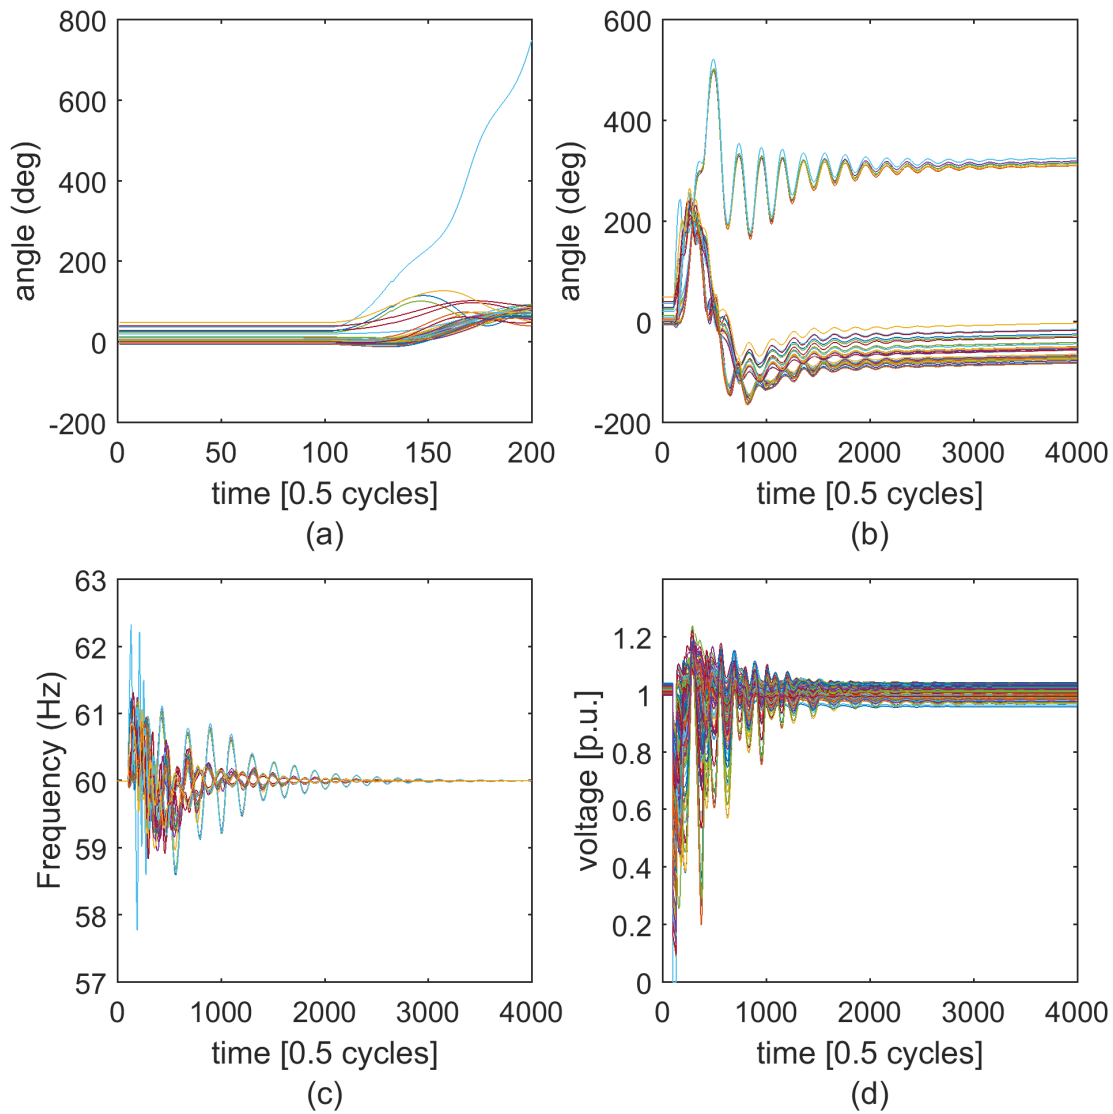 800
600
400
200
0
-200
angle (deg)
0 50 100 150 200
time [0.5 cycles]
(a)
600
400
200
0
-200
angle (deg)
0 1000 2000 3000 4000
time [0.5 cycles]
(b)
63
62
61
60
59
58
57
Frequency (Hz)
0 1000 2000 3000 4000
time [0.5 cycles]
(c)
1.2
1
0.8
0.6
0.4
0.2
0
voltage [p.u.]
0 1000 2000 3000 4000
time [0.5 cycles]
(d)